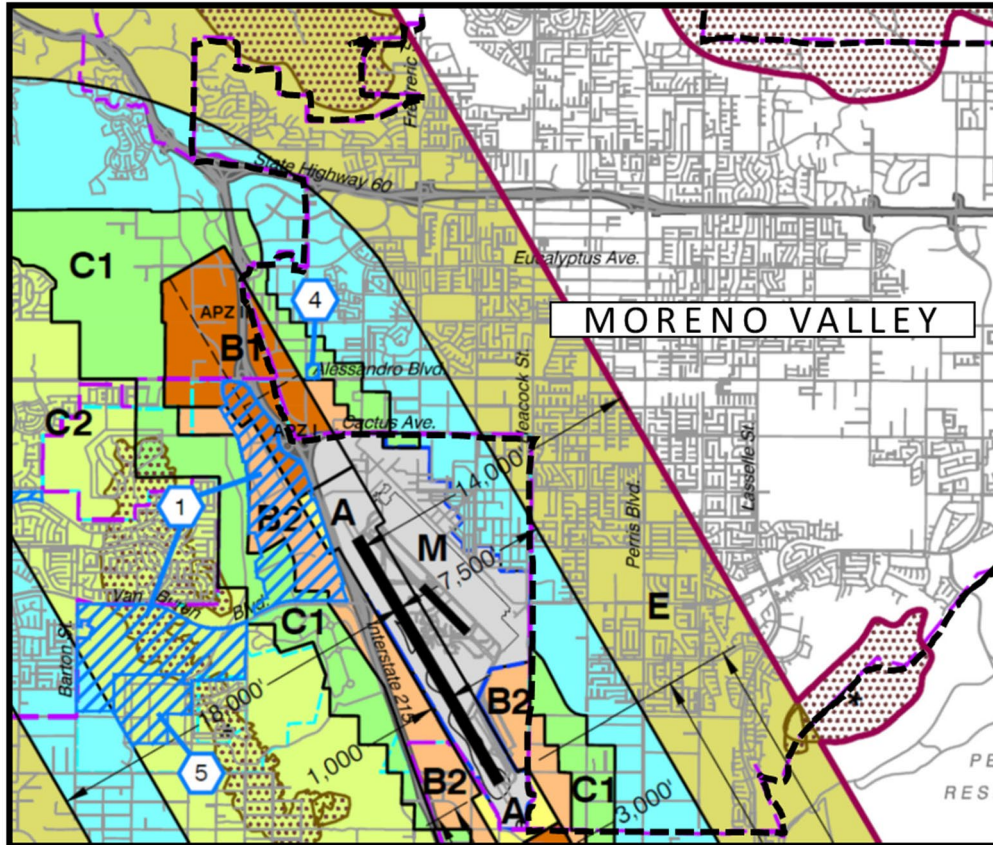 Frederic
State Highway 60
C1
Eucalyptus Ave.
4
APZ
B1
MORENO VALLEY
Alessandro Blvd.
C2
Cactus Ave.
APZ I
Heacock St.
14,000'
Lasselle St.
1
B2
A
M
Perris Blvd.
7,500'
Van Buren Blvd.
C1
E
Barton St.
Interstate 215
18,000'
B2
5
1,000'
B2
C1
A
3,000'
PE
RES